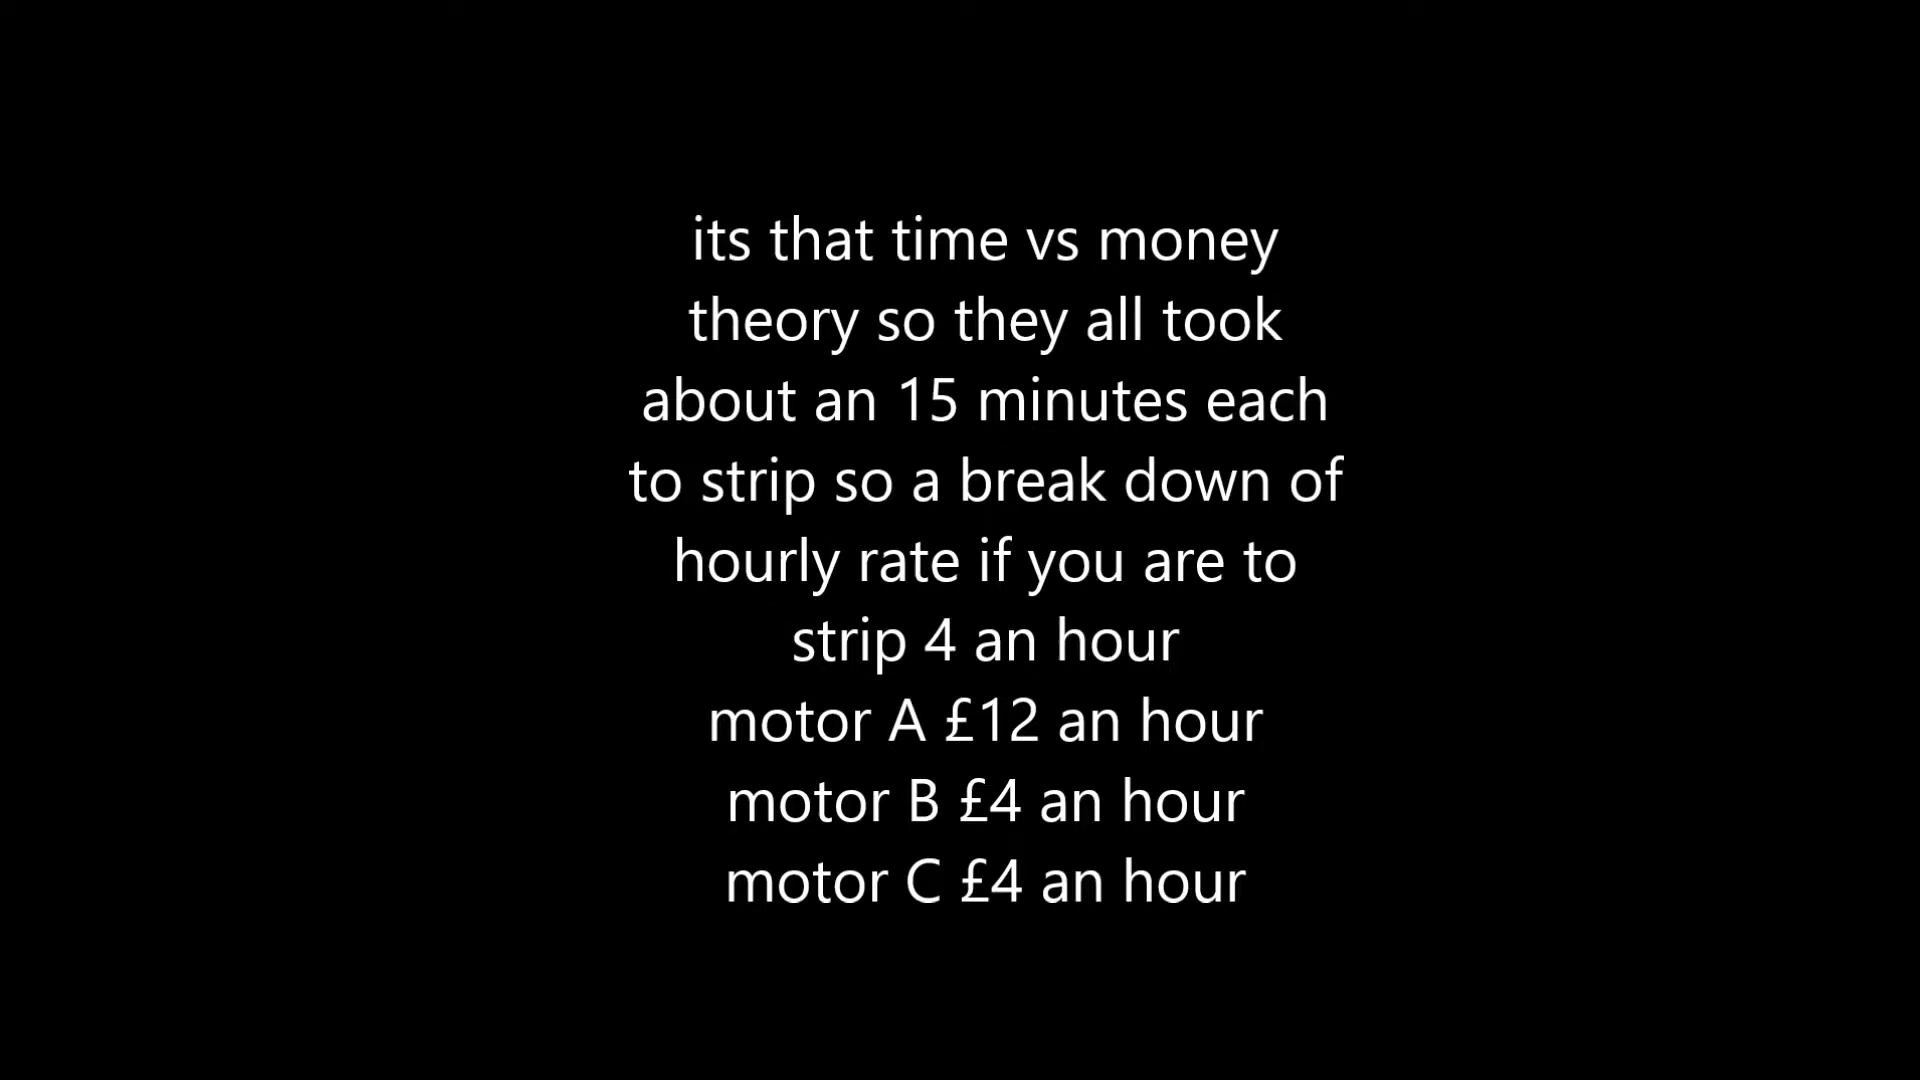 its that time vs money
theory so they all took
about an 15 minutes each
to strip so a break down of
hourly rate if you are to
strip 4 an hour
motor A £12 an hour
motor B £4 an hour
motor C £4 an hour